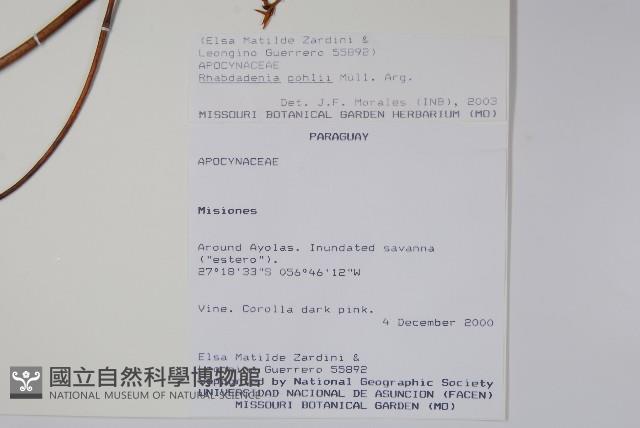 (Elsa Matilde Zardini &
Leongino Guerrero 55892)
APOCYNACEAE
Rhabdadenia pohlii Müll. Arg.
Det. J.F. Morales (INB), 2003
MISSOURI BOTANICAL GARDEN HERBARIUM (MO)
PARAGUAY
APOCYNACEAE
Misiones
Around Ayolas. Inundated savanna
("estero").
27°18'33"S 056°46'12"W
Vine. Corolla dark pink.
4 December 2000
Elsa Matilde Zardini &
Guerrero 55892
by National Geographic Society
UNIVERSIDAD NACIONAL DE ASUNCION (FACEN)
MISSOURI BOTANICAL GARDEN (MO)
國立自然科學博物館
NATIONAL MUSEUM OF NATURAL SCIENCE